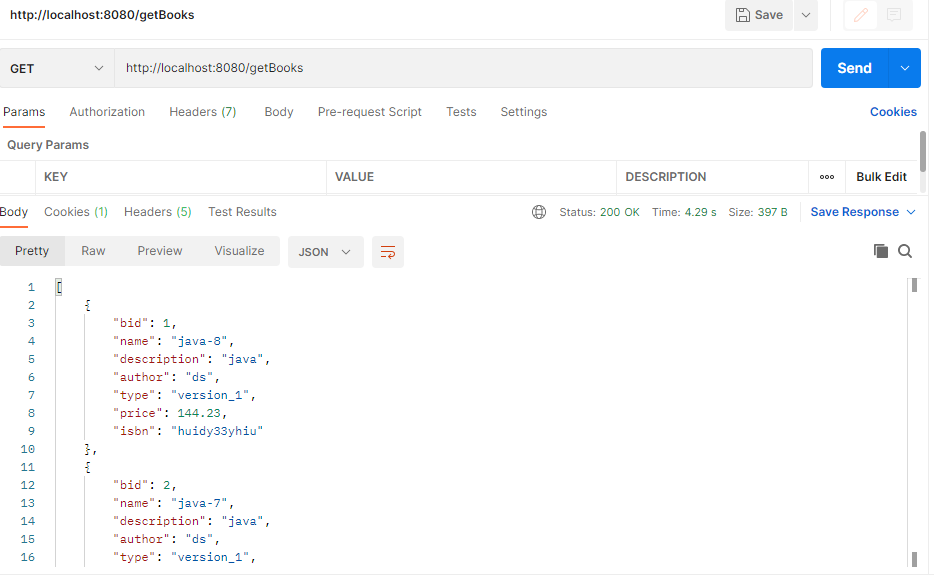 http://localhost:8080/getBooks Save
GET http://localhost:8080/getBooks Send
Params Authorization Headers (7) Body Pre-request Script Tests Settings Cookies
Query Params
KEY VALUE DESCRIPTION ooo Bulk Edit
Body Cookies (1) Headers (5) Test Results Status: 200 OK Time: 4.29 s Size: 397 B Save Response
Pretty Raw Preview Visualize JSON
1 [
2 {
3 "bid": 1,
4 "name": "java-8",
5 "description": "java",
6 "author": "ds",
7 "type": "version_1",
8 "price": 144.23,
9 "isbn": "huidy33yhiu"
10 },
11 {
12 "bid": 2,
13 "name": "java-7",
14 "description": "java",
15 "author": "ds",
16 "type": "version_1",